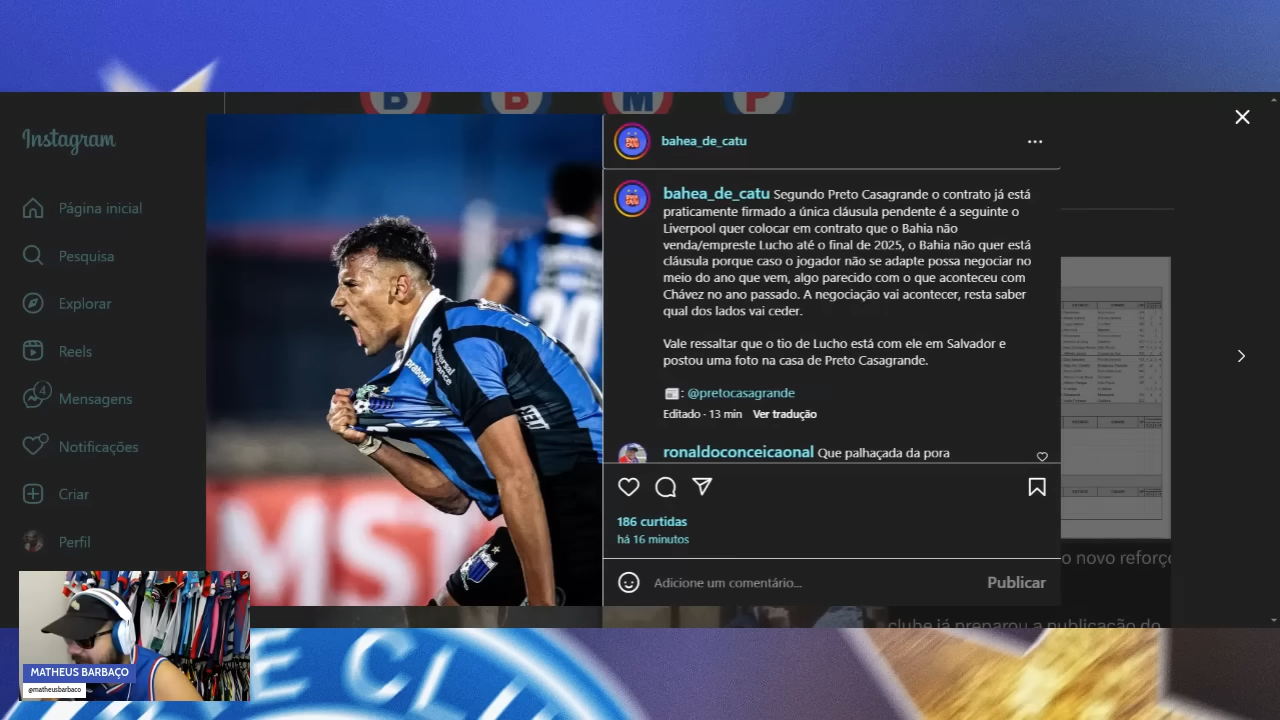 B
B
M
P
Instagram
Página inicial
Pesquisa
Explorar
Reels
4
Mensagens
Notificações
Criar
Perfil
bahea_de_catu
bahea_de_catu Segundo Preto Casagrande o contrato já está
praticamente firmado a única cláusula pendente é a seguinte o
Liverpool quer colocar em contrato que o Bahia não
venda/empreste Lucho até o final de 2025, o Bahia não quer está
cláusula porque caso o jogador não se adapte possa negociar no
meio do ano que vem, algo parecido com o que aconteceu com
Chávez no ano passado. A negociação vai acontecer, resta saber
qual dos lados vai ceder.
Vale ressaltar que o tio de Lucho está com ele em Salvador e
postou uma foto na casa de Preto Casagrande.
: @pretocasagrande
Editado · 13 min Ver tradução
ronaldoconceicaonal Que palhaçada da pora
186 curtidas
há 16 minutos
Adicione um comentário...
Publicar
o novo reforço
clube já preparou a publicação do
20
MST
MATHEUS BARBAÇO
@matheusbarbaco
E CL